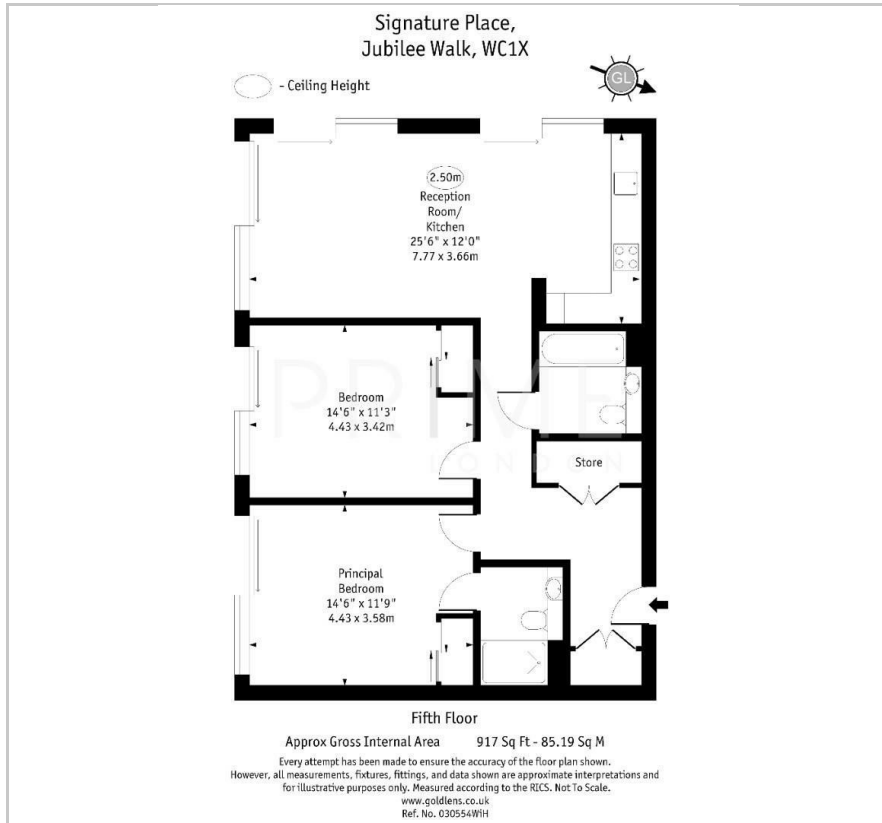 Signature Place,
Jubilee Walk, WC1X
GL
- Ceiling Height
2.50m
Reception
Room/
Kitchen
25'6" x 12'0"
7.77 x 3.66m
PRIME
LONDON
Bedroom
14'6" x 11'3"
4.43 x 3.42m
Store
Principal
Bedroom
14'6" x 11'9"
4.43 x 3.58m
Fifth Floor
Approx Gross Internal Area 917 Sq Ft - 85.19 Sq M
Every attempt has been made to ensure the accuracy of the floor plan shown.
However, all measurements, fixtures, fittings, and data shown are approximate interpretations and
for illustrative purposes only. Measured according to the RICS. Not To Scale.
www.goldlens.co.uk
Ref. No. 030554WiH